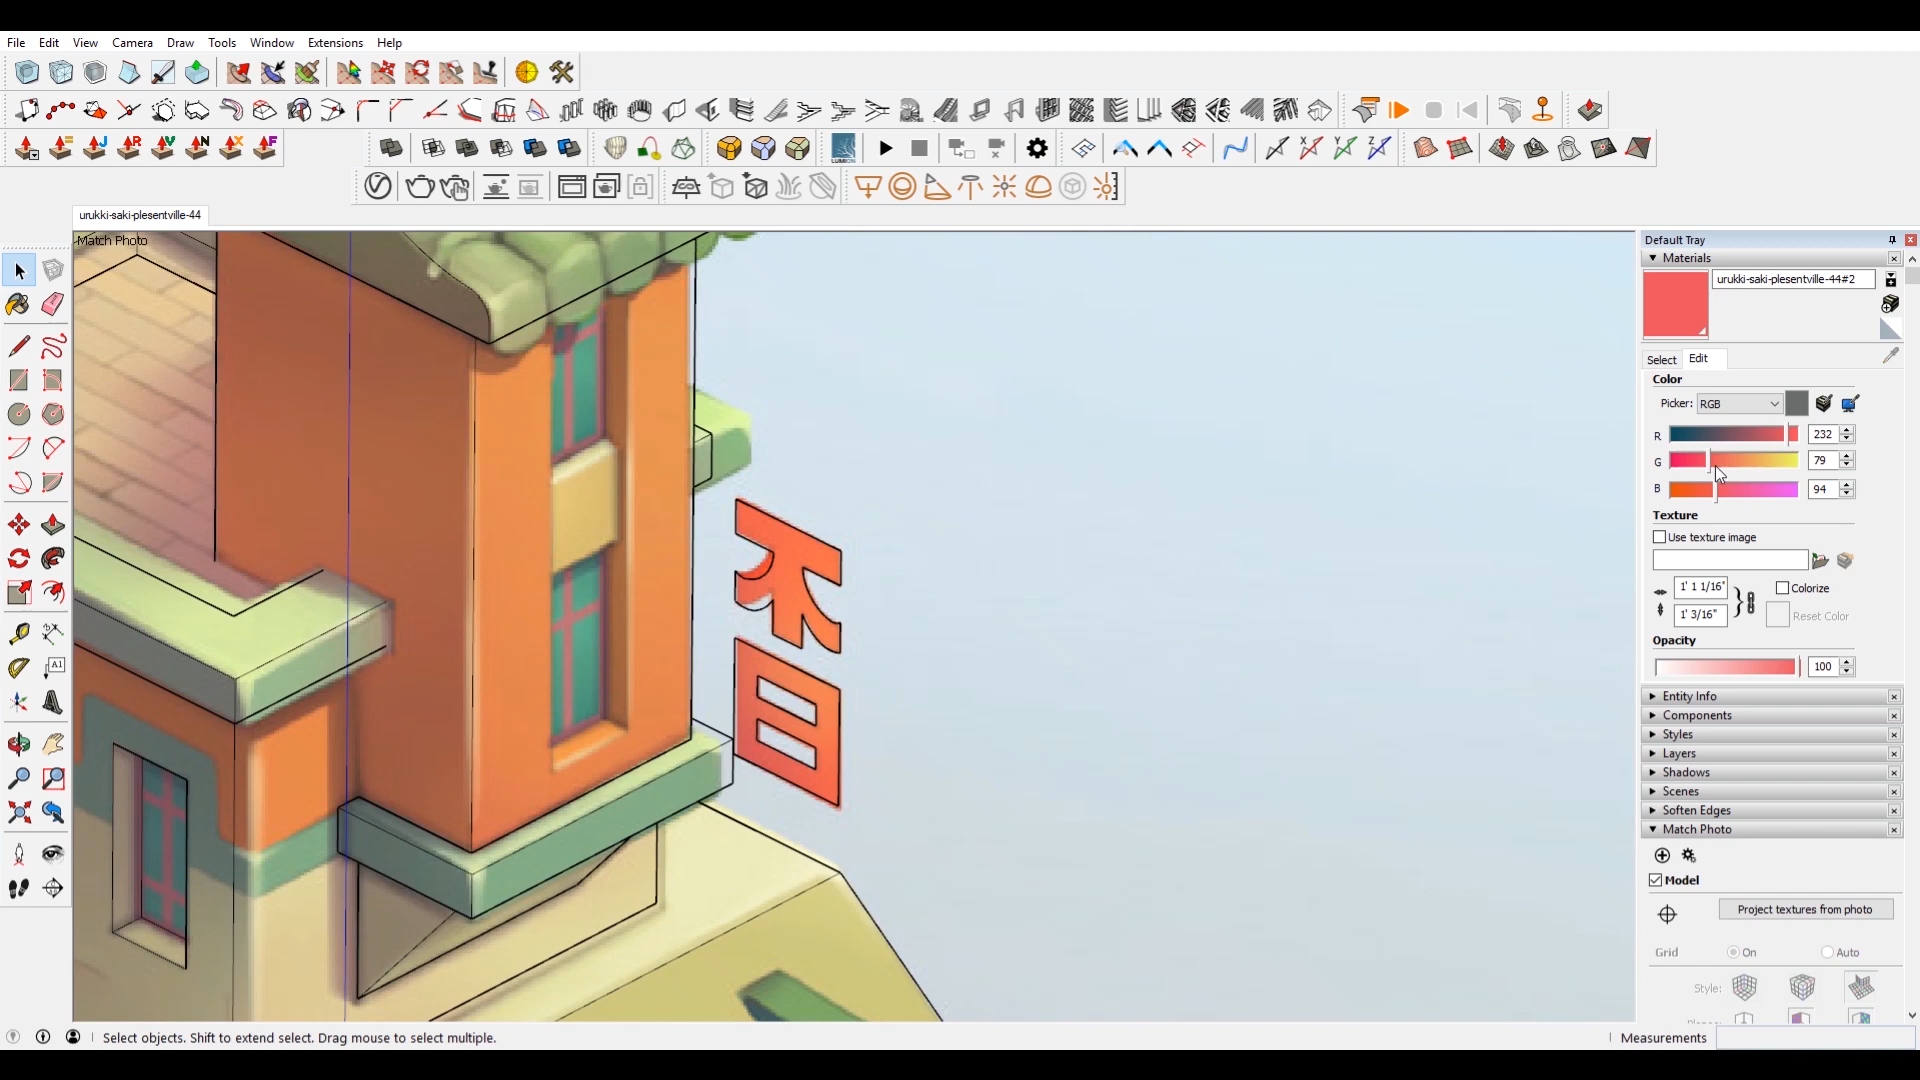 File Edit View Camera Draw Tools Window Extensions Help
J R V N X F
LUMION
X Y Z
urukki-saki-plesentville-44
Match Photo
A1
日
Default Tray
Materials
urukki-saki-plesentville-44#2
Select Edit
Color
Picker: RGB
R 232
G 79
B 94
Texture
Use texture image
1' 1 1/16"
Colorize
1' 3/16"
Reset Color
Opacity
100
Entity Info
Components
Styles
Layers
Shadows
Scenes
Soften Edges
Match Photo
Model
Project textures from photo
Grid On Auto
Style:
Select objects. Shift to extend select. Drag mouse to select multiple.
Measurements